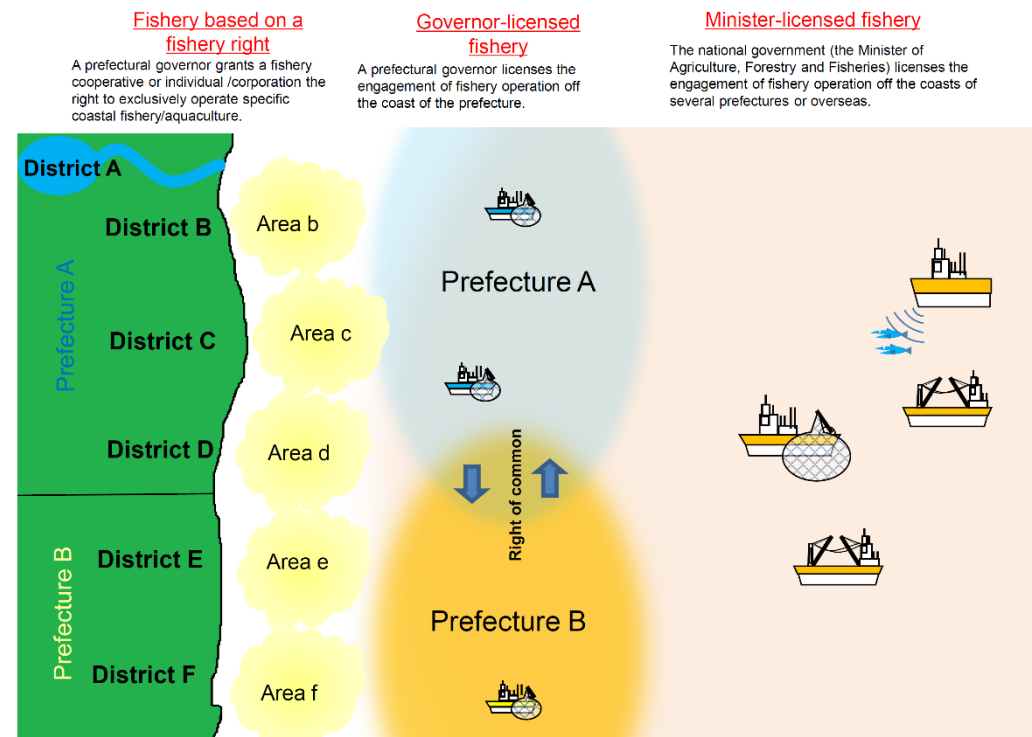 Fishery based on a
fishery right
A prefectural governor grants a fishery
cooperative or individual /corporation the
right to exclusively operate specific
coastal fishery/aquaculture.
Governor-licensed
fishery
A prefectural governor licenses the
engagement of fishery operation off
the coast of the prefecture.
Minister-licensed fishery
The national government (the Minister of
Agriculture, Forestry and Fisheries) licenses the
engagement of fishery operation off the coasts of
several prefectures or overseas.
District A
District B
Prefecture A
District C
District D
Prefecture B
District E
District F
Area b
Area c
Area d
Area e
Area f
Prefecture A
Right of common
Prefecture B